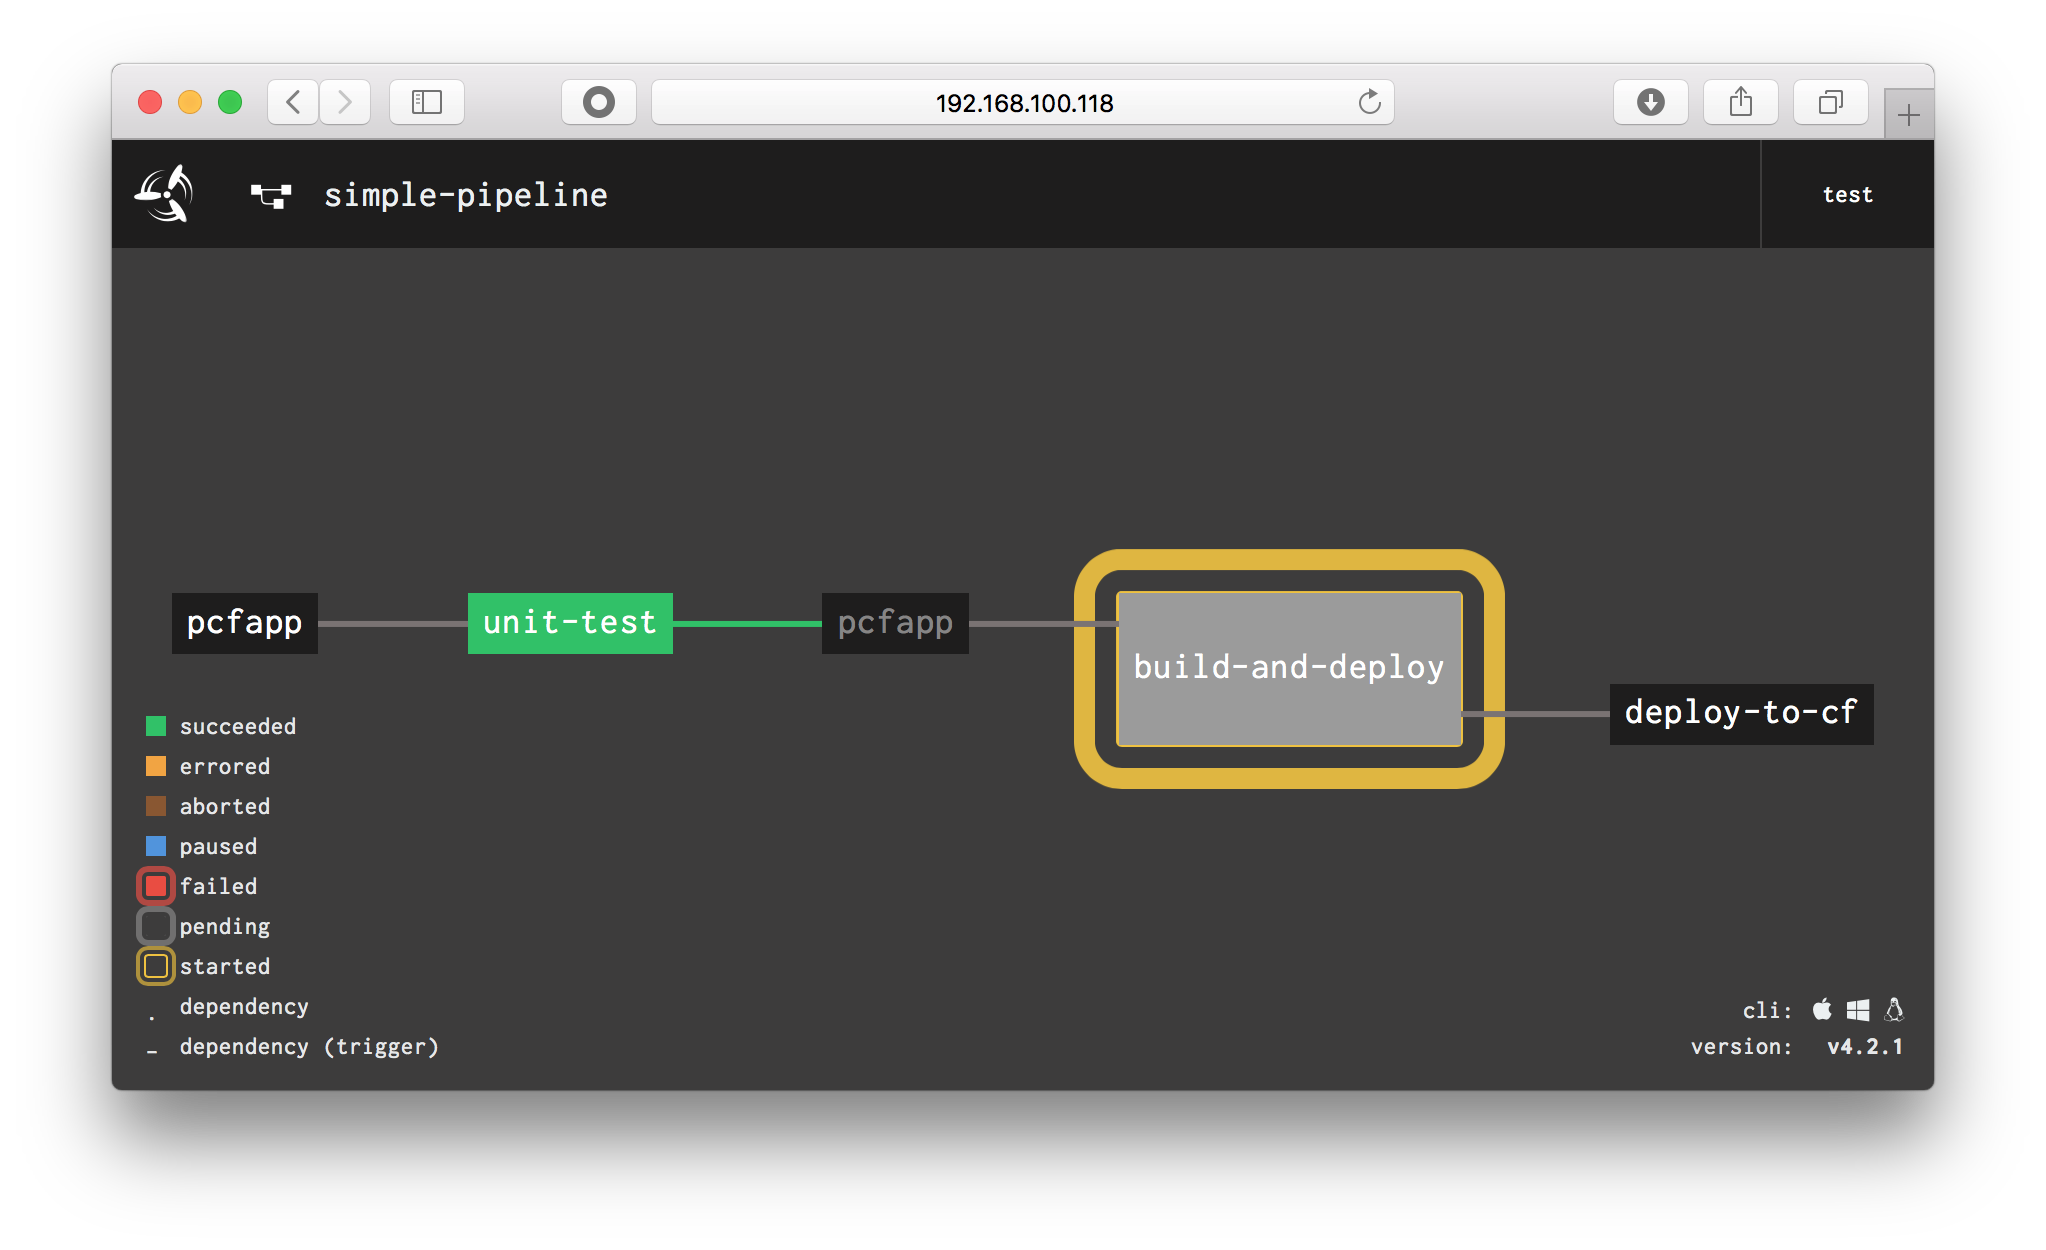 192.168.100.118
simple-pipeline
test
pcfapp
unit-test
pcfapp
build-and-deploy
deploy-to-cf
succeeded
errored
aborted
paused
failed
pending
started
. dependency
- dependency (trigger)
cli:
version: v4.2.1